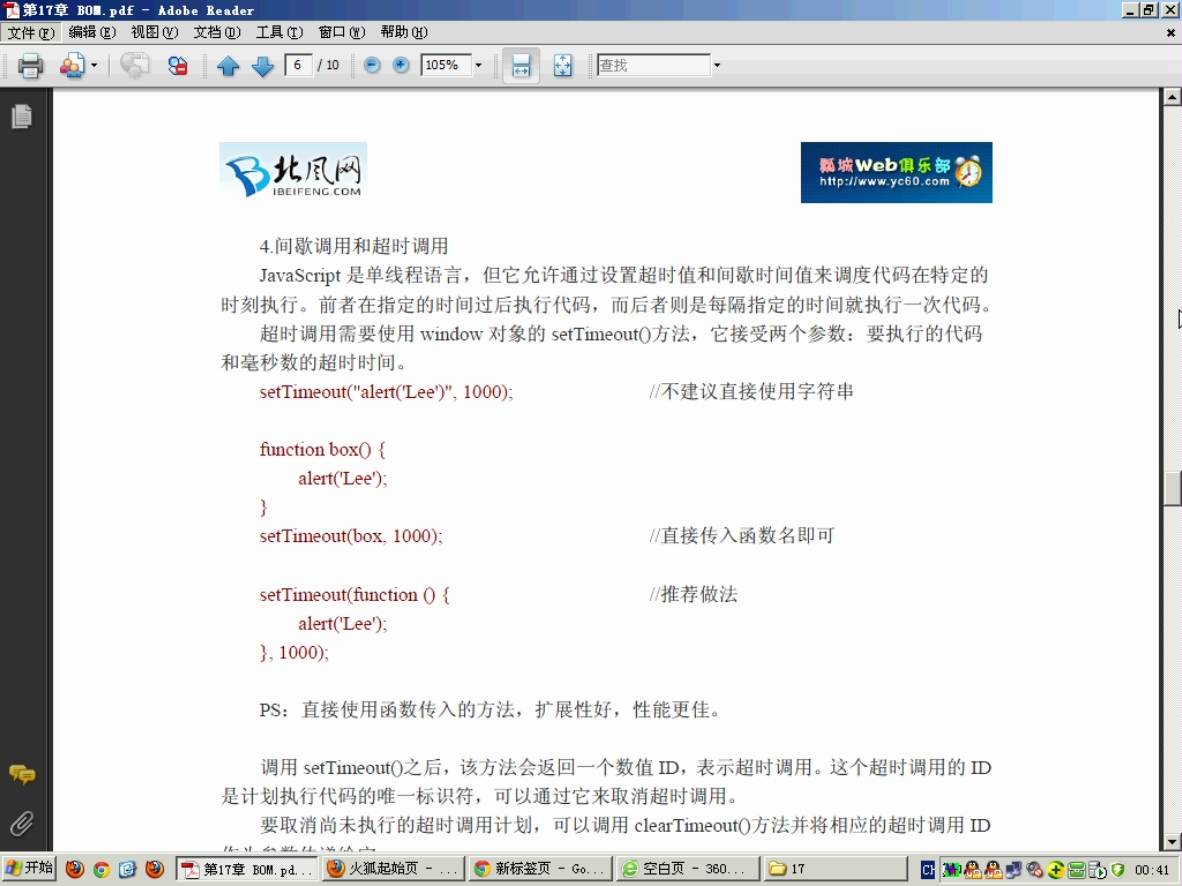 第17章 BOM.pdf - Adobe Reader
文件(F) 编辑(E) 视图(V) 文档(D) 工具(T) 窗口(W) 帮助(H)
6 / 10 105% 查找
北风网
IBEIFENG.COM
瓢城Web俱乐部
http://www.yc60.com
4.间歇调用和超时调用
JavaScript 是单线程语言，但它允许通过设置超时值和间歇时间值来调度代码在特定的
时刻执行。前者在指定的时间过后执行代码，而后者则是每隔指定的时间就执行一次代码。
超时调用需要使用 window 对象的 setTimeout()方法，它接受两个参数：要执行的代码
和毫秒数的超时时间。
setTimeout("alert('Lee')", 1000); //不建议直接使用字符串
function box() {
alert('Lee');
}
setTimeout(box, 1000); //直接传入函数名即可
setTimeout(function () { //推荐做法
alert('Lee');
}, 1000);
PS：直接使用函数传入的方法，扩展性好，性能更佳。
调用 setTimeout()之后，该方法会返回一个数值 ID，表示超时调用。这个超时调用的 ID
是计划执行代码的唯一标识符，可以通过它来取消超时调用。
要取消尚未执行的超时调用计划，可以调用 clearTimeout()方法并将相应的超时调用 ID
开始 第17章 BOM.pd... 火狐起始页 - ... 新标签页 - Go... 空白页 - 360... 17 CH 00:41